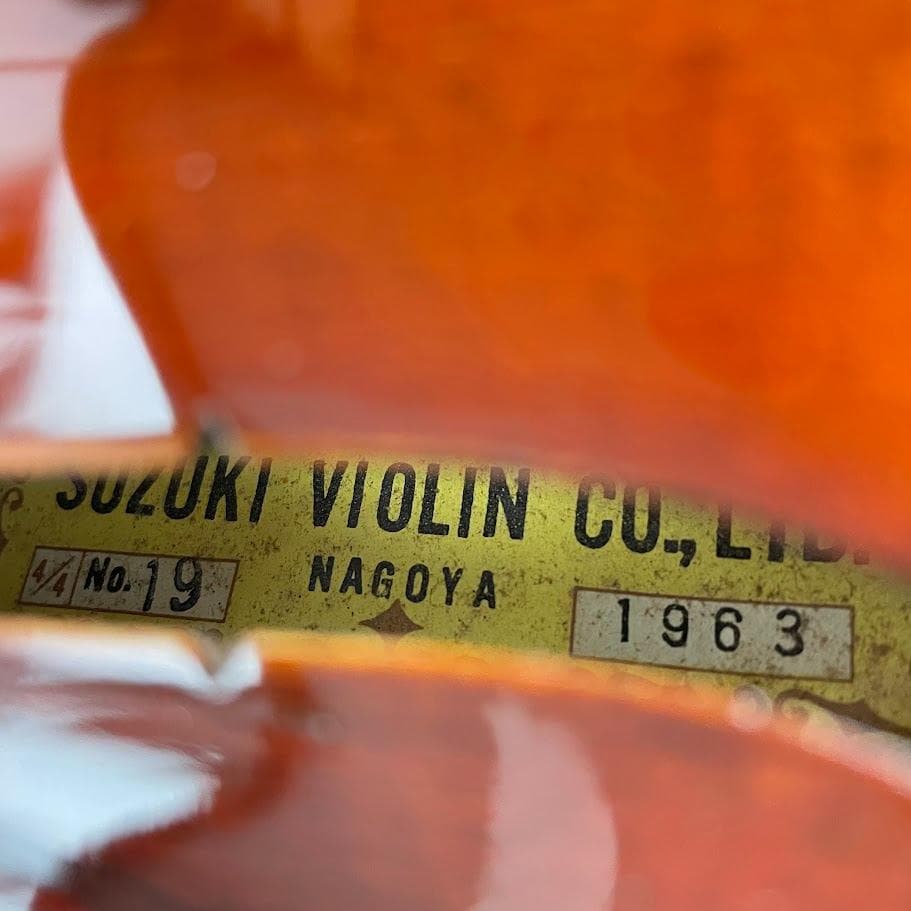 SUZUKI VIOLIN CO., LTD.
NAGOYA
4/4 No. 19
1963